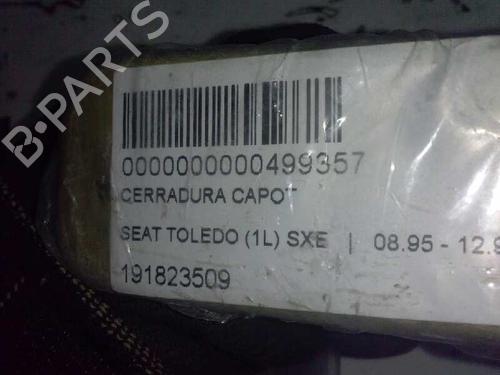 B-PARTS
0000000000499357
CERRADURA CAPOT
SEAT TOLEDO (1L) SXE | 08.95 - 12.9
191823509